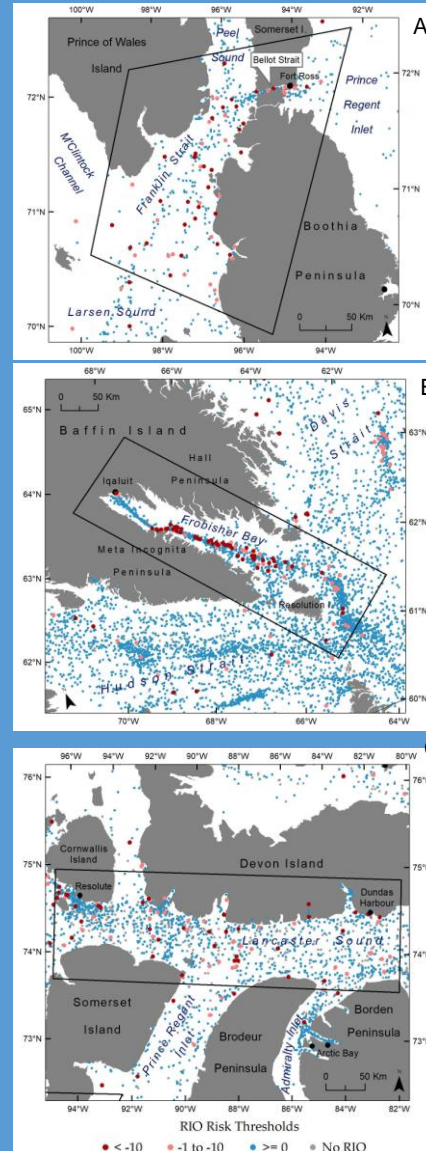 A
100°W 98°W 96°W 94°W 92°W
Prince of Wales
Island
Peel
Sound
Somerset I.
Bellot Strait
Fort Ross
Prince
Regent
Inlet
M'Clintock
Channel
Franklin Strait
Boothia
Peninsula
Larsen Sound
72°N
71°N
70°N
72°N
71°N
70°N
0 50 Km
100°W 98°W 96°W 94°W
B
68°W 66°W 64°W 62°W
0 50 Km
65°N
64°N
63°N
62°N
63°N
62°N
61°N
60°N
Baffin Island
Davis
Strait
Hall
Peninsula
Iqaluit
Frobisher Bay
Meta Incognita
Peninsula
Resolution I.
Hudson Strait
70°W 68°W 66°W 64°W
96°W 94°W 92°W 91°W 90°W 88°W 86°W 84°W 82°W 80°W
76°N
75°N
74°N
73°N
76°N
75°N
74°N
73°N
Cornwallis
Island
Resolute
Devon Island
Dundas
Harbour
Lancaster Sound
Somerset
Island
Prince Regent
Inlet
Brodeur
Peninsula
Admiralty Inlet
Borden
Peninsula
Arctic Bay
0 50 Km
94°W 92°W 90°W 88°W 86°W 84°W 82°W
RIO Risk Thresholds
< -10 -1 to -10 >= 0 No RIO